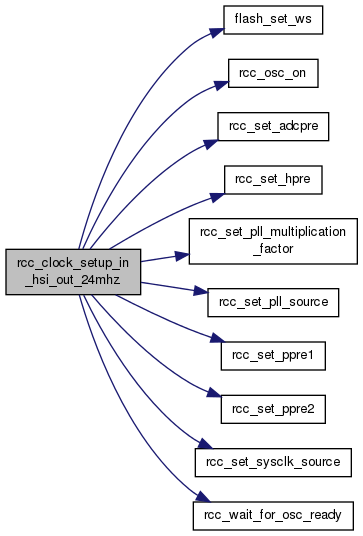 flash_set_ws
rcc_osc_on
rcc_set_adcpre
rcc_set_hpre
rcc_set_pll_multiplication
_factor
rcc_clock_setup_in
_hsi_out_24mhz
rcc_set_pll_source
rcc_set_ppre1
rcc_set_ppre2
rcc_set_sysclk_source
rcc_wait_for_osc_ready